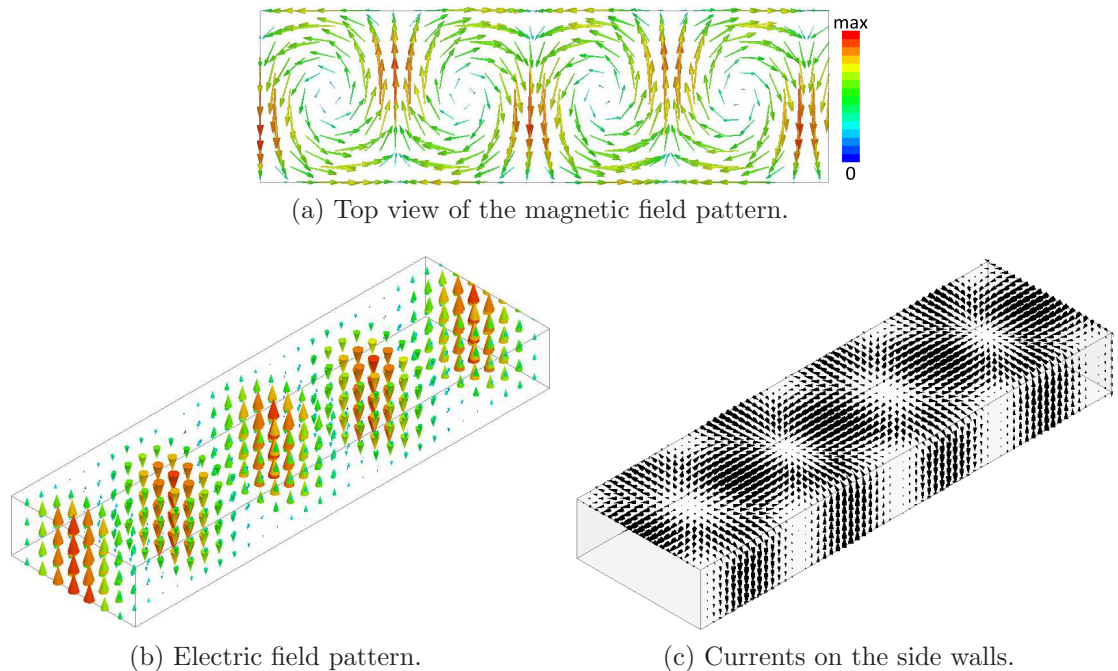 max
0
(a) Top view of the magnetic field pattern.
(b) Electric field pattern.
(c) Currents on the side walls.